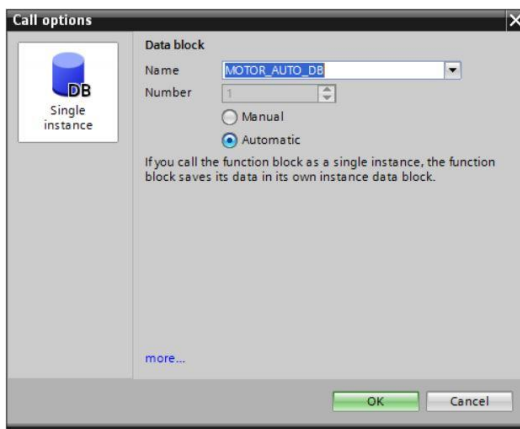 Call options
Data block
Name MOTOR_AUTO_DB
Number 1
Manual
Automatic
DB
Single
instance
If you call the function block as a single instance, the function
block saves its data in its own instance data block.
more...
OK Cancel